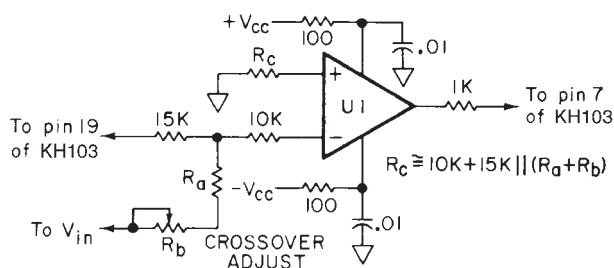 +Vcc
100
.01
Rc
+
U1
1K
To pin 7
of KH103
To pin 19
of KH103
15K
10K
−
Ra
−Vcc
100
Rc ≅ 10K+15K||(Ra+Rb)
.01
To Vin
Rb
CROSSOVER
ADJUST